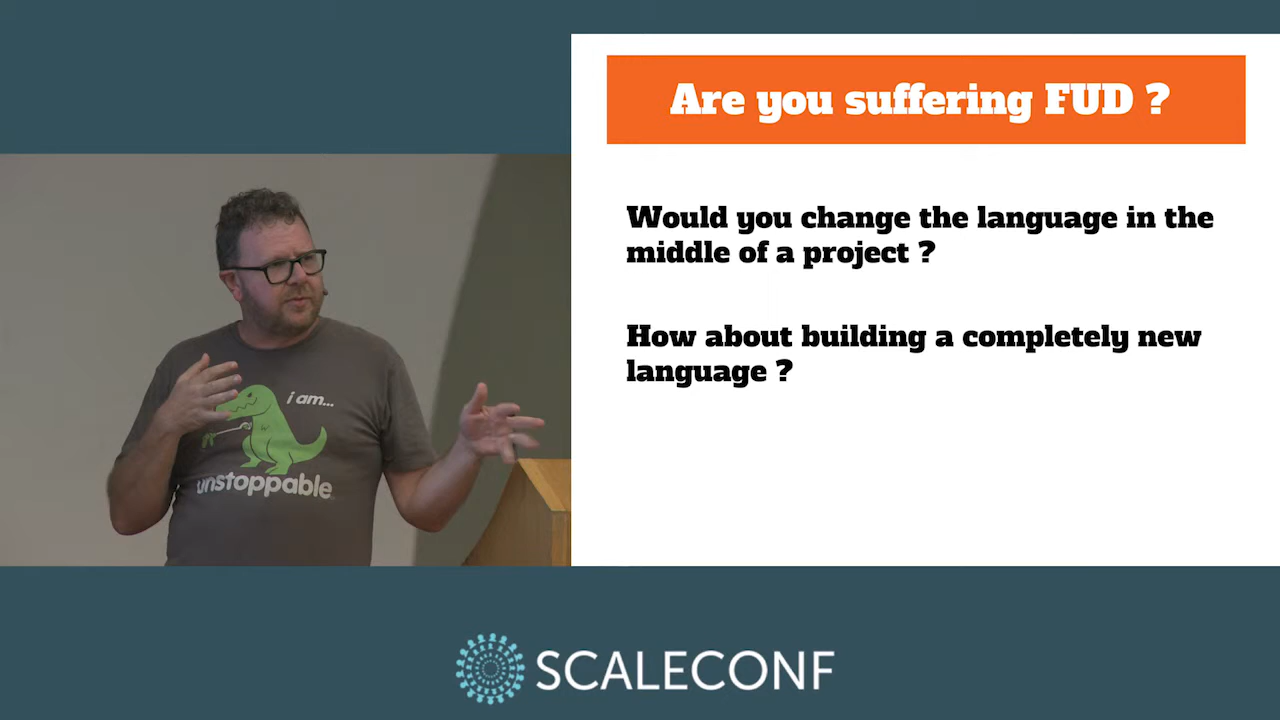 Are you suffering FUD ?
Would you change the language in the
middle of a project ?
How about building a completely new
language ?
i am...
unstoppable
SCALECONF